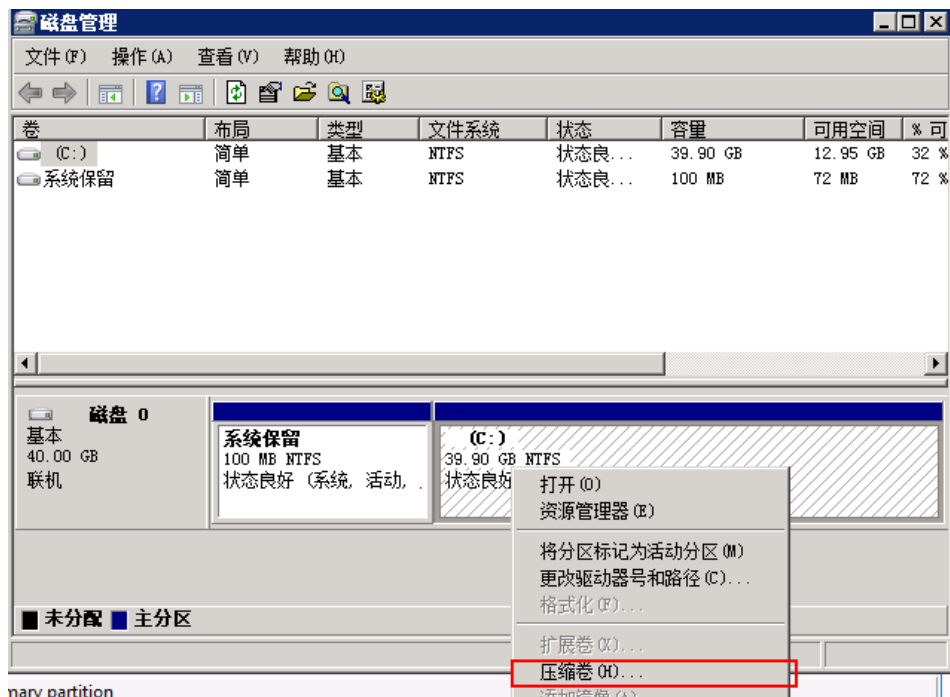 磁盘管理
文件(F) 操作(A) 查看(V) 帮助(H)
卷 布局 类型 文件系统 状态 容量 可用空间 % 可
(C:) 简单 基本 NTFS 状态良... 39.90 GB 12.95 GB 32 %
系统保留 简单 基本 NTFS 状态良... 100 MB 72 MB 72 %
磁盘 0
基本
40.00 GB
联机
系统保留
100 MB NTFS
状态良好 (系统, 活动, .
(C:)
39.90 GB NTFS
状态良好
打开(O)
资源管理器(E)
将分区标记为活动分区(M)
更改驱动器号和路径(C)...
格式化(F)...
扩展卷(X)...
压缩卷(H)...
添加镜像(A)...
未分配 主分区
mary partition